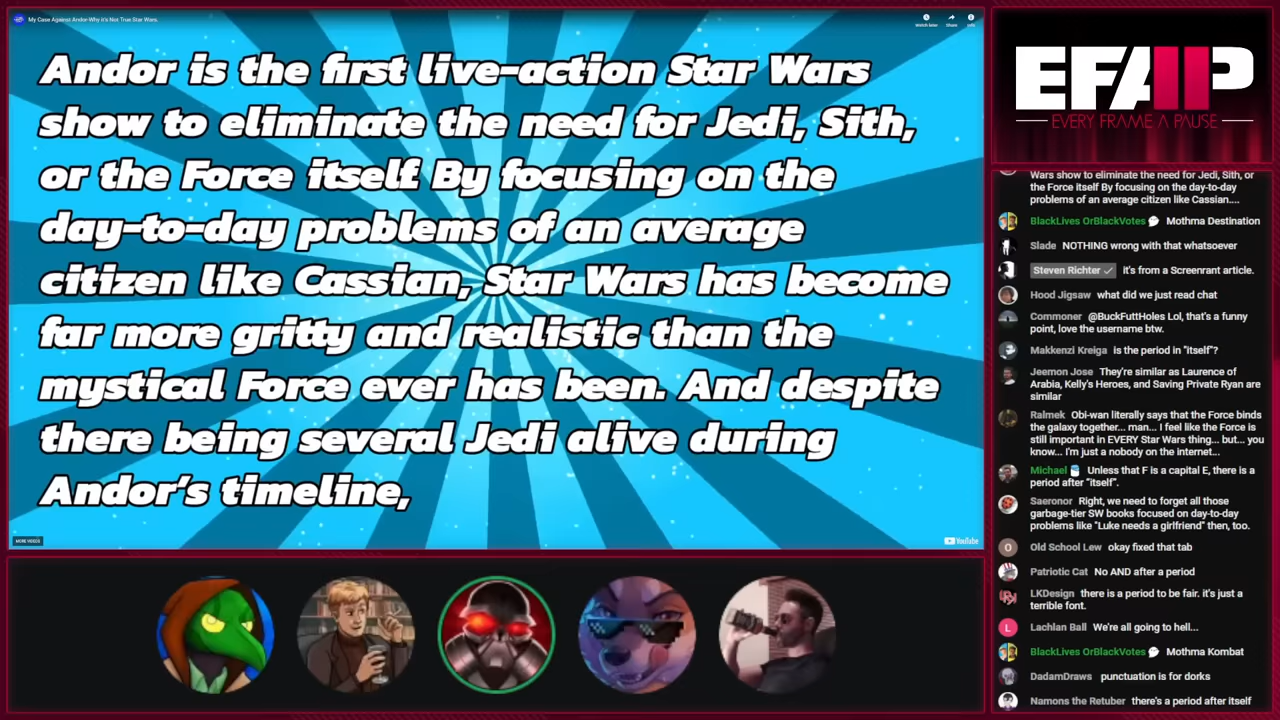 My Case Against Andor-Why It's Not True Star Wars.
Watch later
Share
Info
Andor is the first live-action Star Wars
show to eliminate the need for Jedi, Sith,
or the Force itself. By focusing on the
day-to-day problems of an average
citizen like Cassian, Star Wars has become
far more gritty and realistic than the
mystical Force ever has been. And despite
there being several Jedi alive during
Andor's timeline,
MORE VIDEOS
YouTube
EFAP
EVERY FRAME A PAUSE
Wars show to eliminate the need for Jedi, Sith, or
the Force itself By focusing on the day-to-day
problems of an average citizen like Cassian....
BlackLives OrBlackVotes Mothma Destination
Slade NOTHING wrong with that whatsoever
Steven Richter it's from a Screenrant article.
Hood Jigsaw what did we just read chat
Commoner @BuckFuttHoles Lol, that's a funny
point, love the username btw.
Makkenzi Kreiga is the period in "itself"?
Jeemon Jose They're similar as Laurence of
Arabia, Kelly's Heroes, and Saving Private Ryan are
similar
Ralmek Obi-wan literally says that the Force binds
the galaxy together... man... I feel like the Force is
still important in EVERY Star Wars thing... but... you
know... I'm just a nobody on the internet...
Michael Unless that F is a capital E, there is a
period after "itself".
Saeronor Right, we need to forget all those
garbage-tier SW books focused on day-to-day
problems like "Luke needs a girlfriend" then, too.
O
Old School Lew okay fixed that tab
Patriotic Cat No AND after a period
LKDesign there is a period to be fair. it's just a
terrible font.
L
Lachlan Ball We're all going to hell...
BlackLives OrBlackVotes Mothma Kombat
DadamDraws punctuation is for dorks
Namons the Retuber there's a period after itself